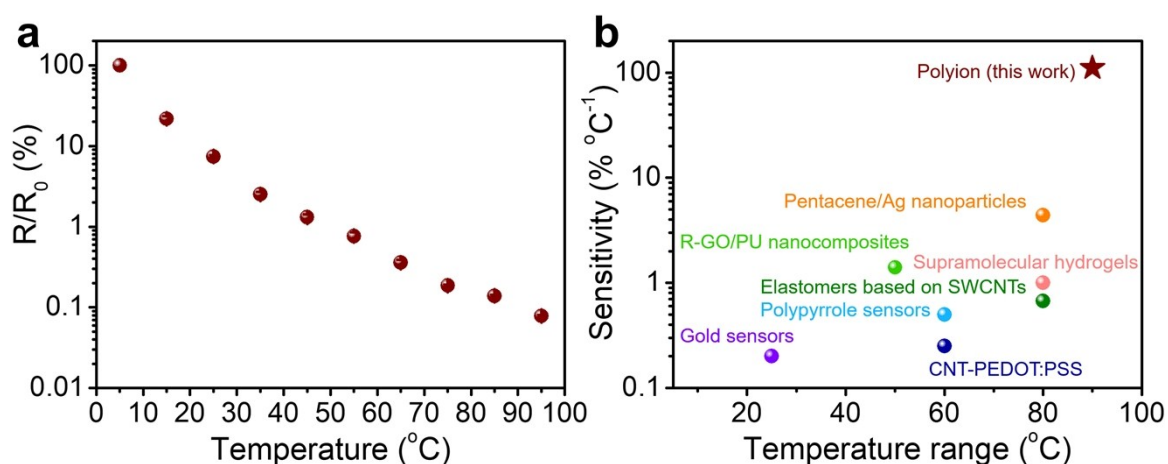 a
R/R₀ (%)
100
10
1
0.1
0.01
0 10 20 30 40 50 60 70 80 90 100
Temperature (°C)
b
Sensitivity (% °C⁻¹)
100
10
1
0.1
Polyion (this work)
Pentacene/Ag nanoparticles
R-GO/PU nanocomposites
Supramolecular hydrogels
Elastomers based on SWCNTs
Polypyrrole sensors
Gold sensors
CNT-PEDOT:PSS
20 40 60 80 100
Temperature range (°C)